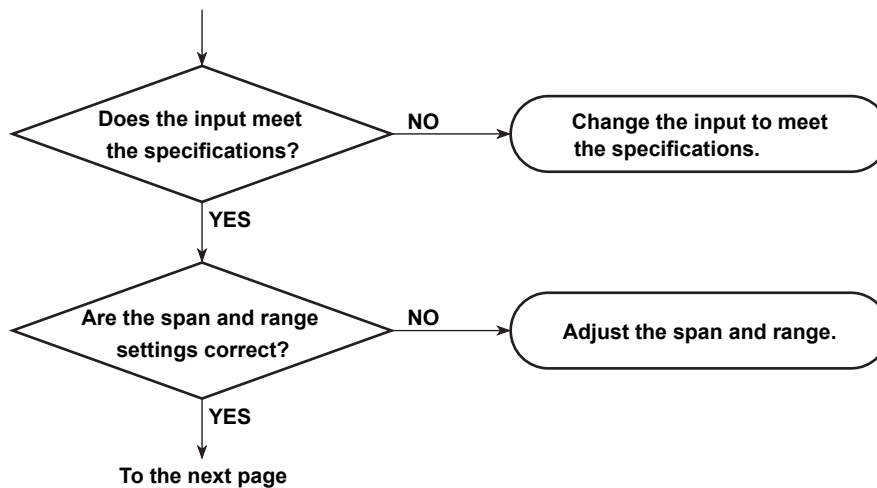 Does the input meet
the specifications?
NO
Change the input to meet
the specifications.
YES
Are the span and range
settings correct?
NO
Adjust the span and range.
YES
To the next page